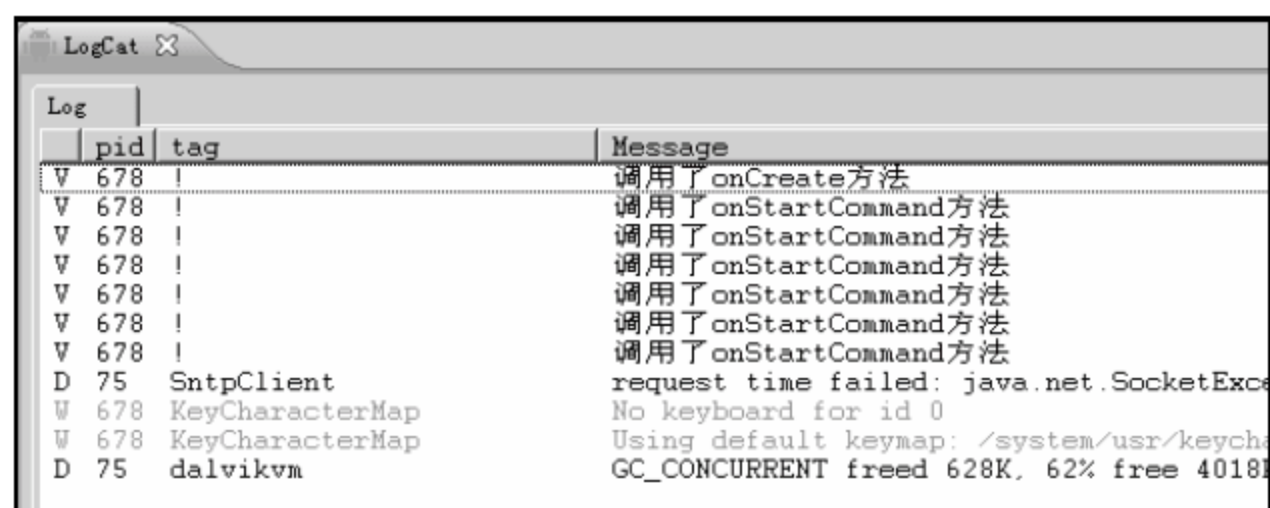 LogCat
Log
pid tag Message
V 678 ! 调用了onCreate方法
V 678 ! 调用了onStartCommand方法
V 678 ! 调用了onStartCommand方法
V 678 ! 调用了onStartCommand方法
V 678 ! 调用了onStartCommand方法
V 678 ! 调用了onStartCommand方法
V 678 ! 调用了onStartCommand方法
D 75 SntpClient request time failed: java.net.SocketExce
W 678 KeyCharacterMap No keyboard for id 0
W 678 KeyCharacterMap Using default keymap: /system/usr/keycha
D 75 dalvikvm GC_CONCURRENT freed 628K, 62% free 4018K